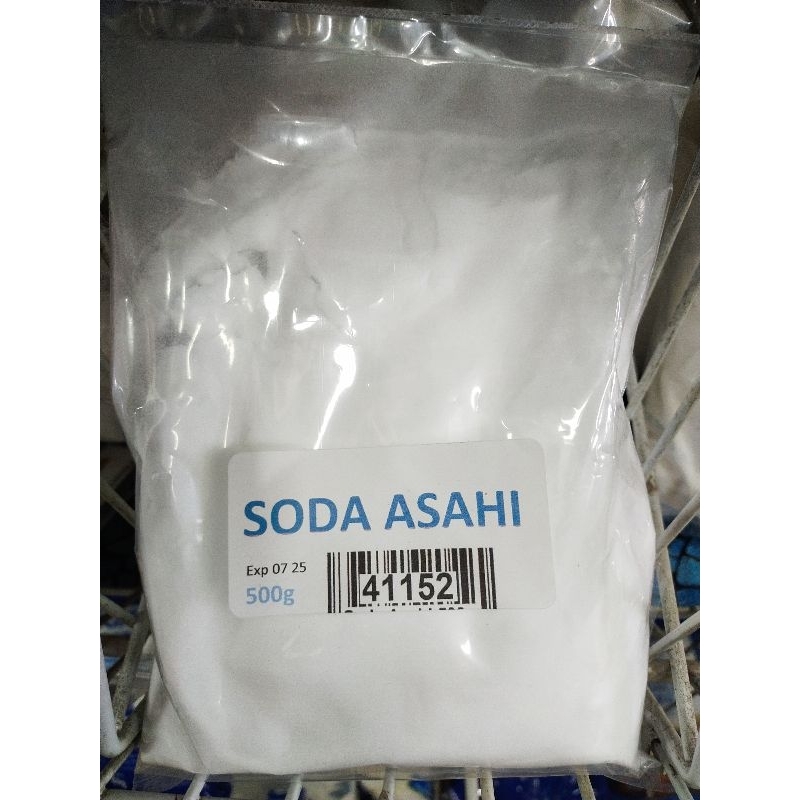 SODA ASAHI
Exp 07 25
500g
41152